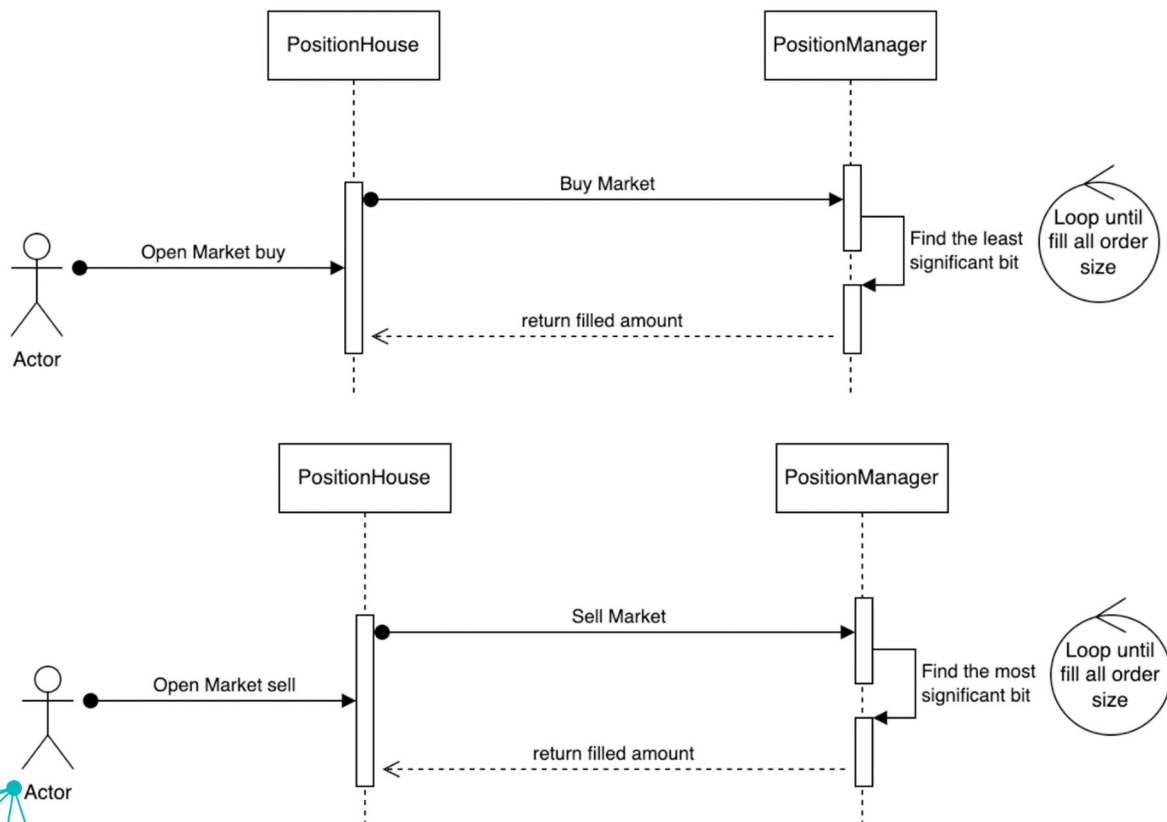 PositionHouse
PositionManager
Buy Market
Open Market buy
Find the least
significant bit
Loop until
fill all order
size
return filled amount
Actor
PositionHouse
PositionManager
Sell Market
Open Market sell
Find the most
significant bit
Loop until
fill all order
size
return filled amount
Actor